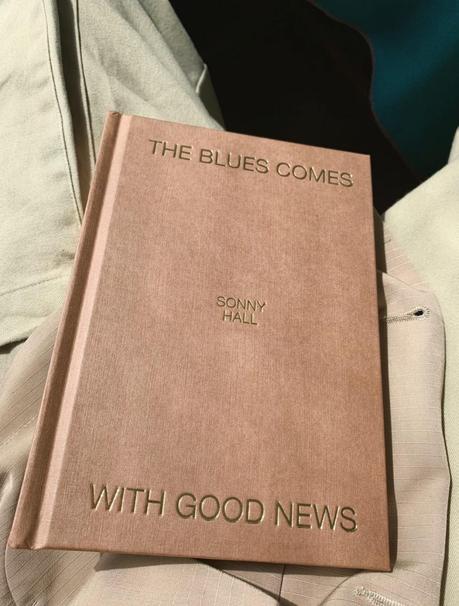 THE BLUES COMES
SONNY
HALL
WITH GOOD NEWS